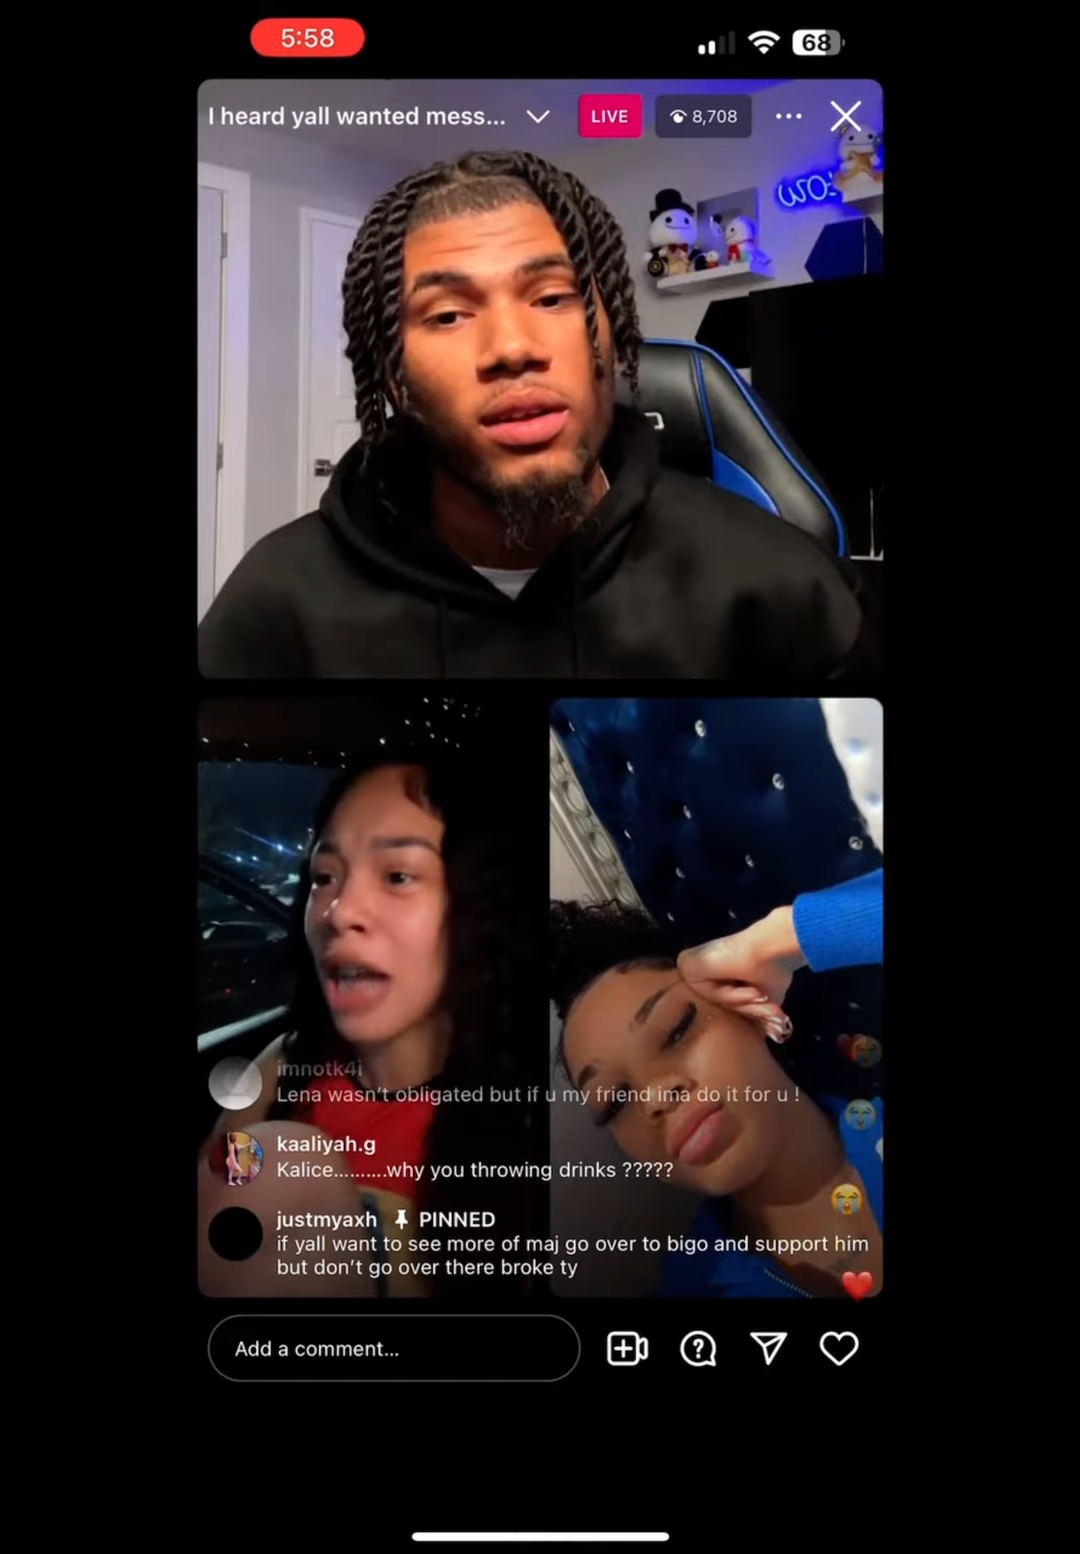 5:58
68
I heard yall wanted mess...
LIVE
8,708
imnotk4i
Lena wasn't obligated but if u my friend ima do it for u !
kaaliyah.g
Kalice..........why you throwing drinks ?????
justmyaxh PINNED
if yall want to see more of maj go over to bigo and support him
but don't go over there broke ty
Add a comment...